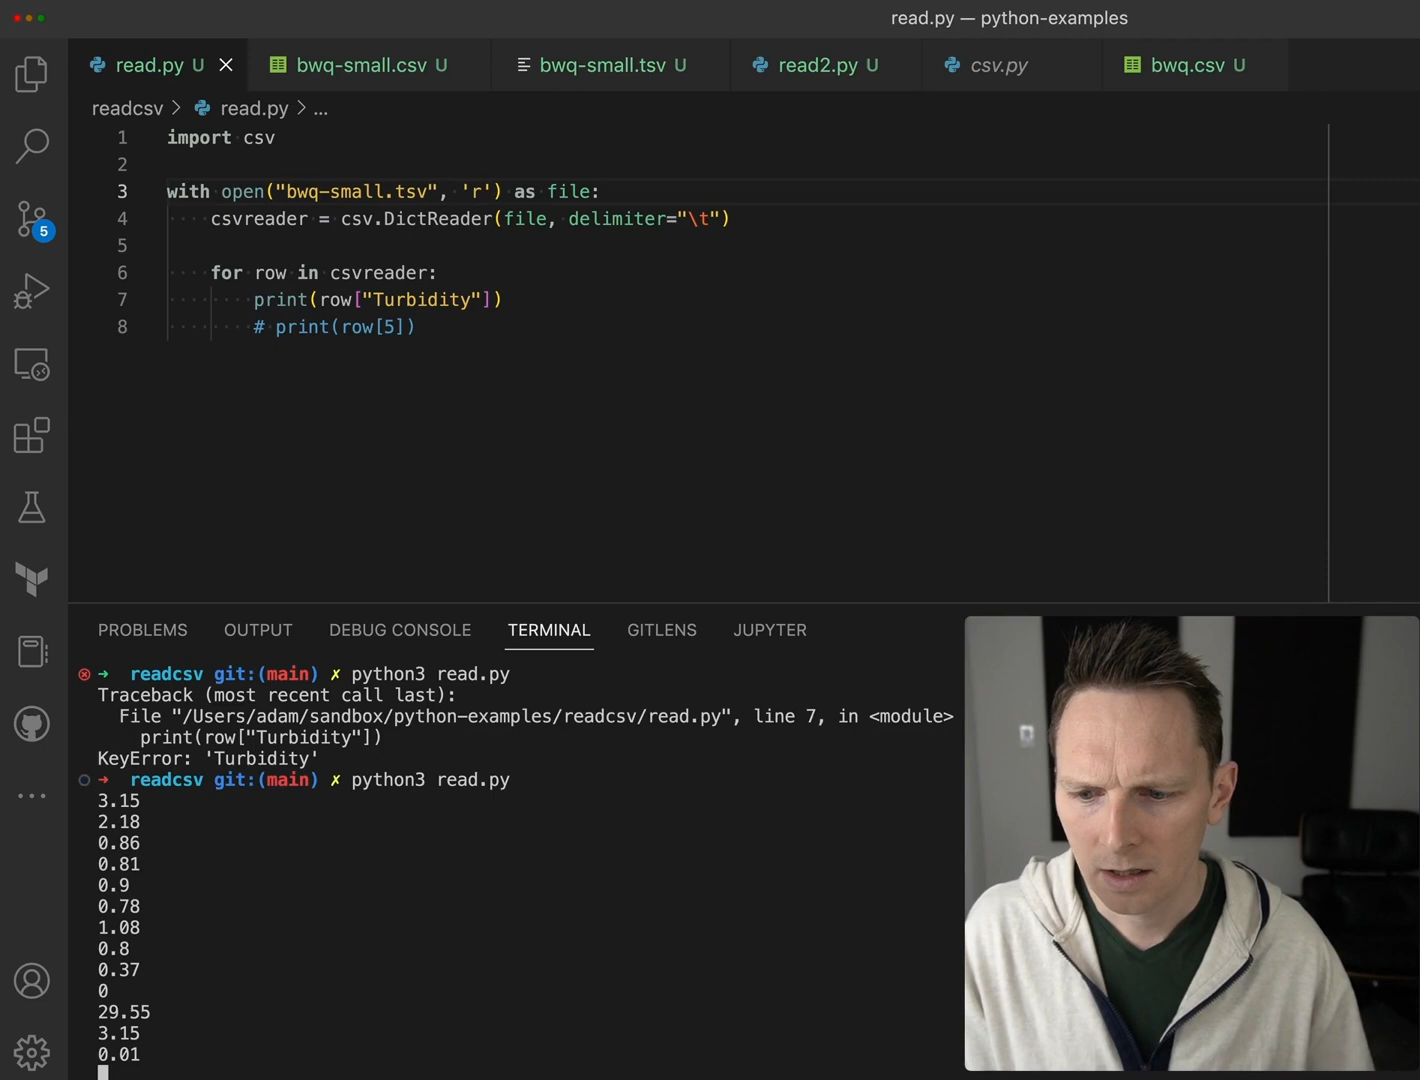 read.py — python-examples
read.py U
bwq-small.csv U
bwq-small.tsv U
read2.py U
csv.py
bwq.csv U
readcsv > read.py > ...
1 import csv
2
3 with open("bwq-small.tsv", 'r') as file:
4 csvreader = csv.DictReader(file, delimiter="\t")
5
6 for row in csvreader:
7 print(row["Turbidity"])
8 # print(row[5])
5
PROBLEMS OUTPUT DEBUG CONSOLE TERMINAL GITLENS JUPYTER
➜ readcsv git:(main) ✗ python3 read.py
Traceback (most recent call last):
File "/Users/adam/sandbox/python-examples/readcsv/read.py", line 7, in <module>
print(row["Turbidity"])
KeyError: 'Turbidity'
➜ readcsv git:(main) ✗ python3 read.py
3.15
2.18
0.86
0.81
0.9
0.78
1.08
0.8
0.37
0
29.55
3.15
0.01